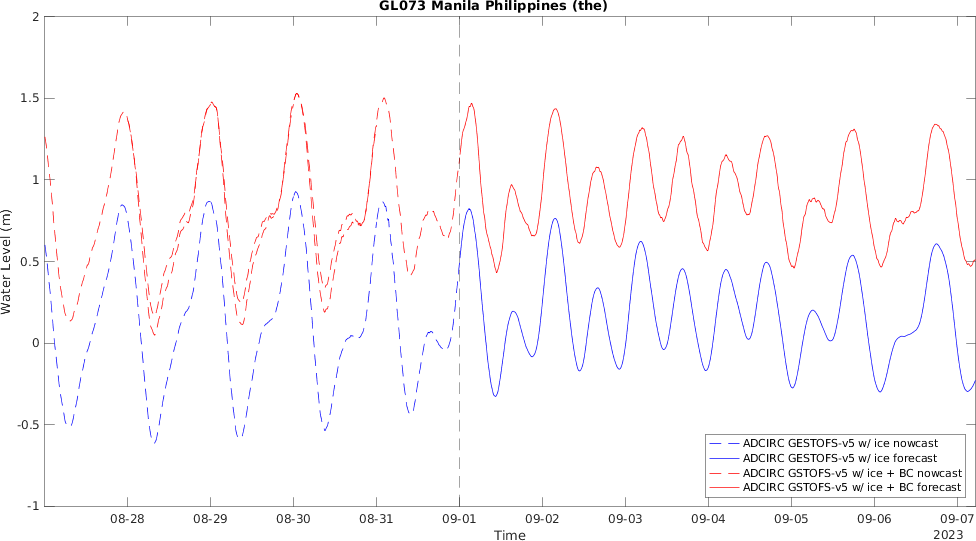 GL073 Manila Philippines (the)
2
1.5
1
0.5
0
-0.5
-1
Water Level (m)
ADCIRC GESTOFS-v5 w/ ice nowcast
ADCIRC GESTOFS-v5 w/ ice forecast
ADCIRC GSTOFS-v5 w/ ice + BC nowcast
ADCIRC GSTOFS-v5 w/ ice + BC forecast
08-28 08-29 08-30 08-31 09-01 09-02 09-03 09-04 09-05 09-06 09-07
Time
2023